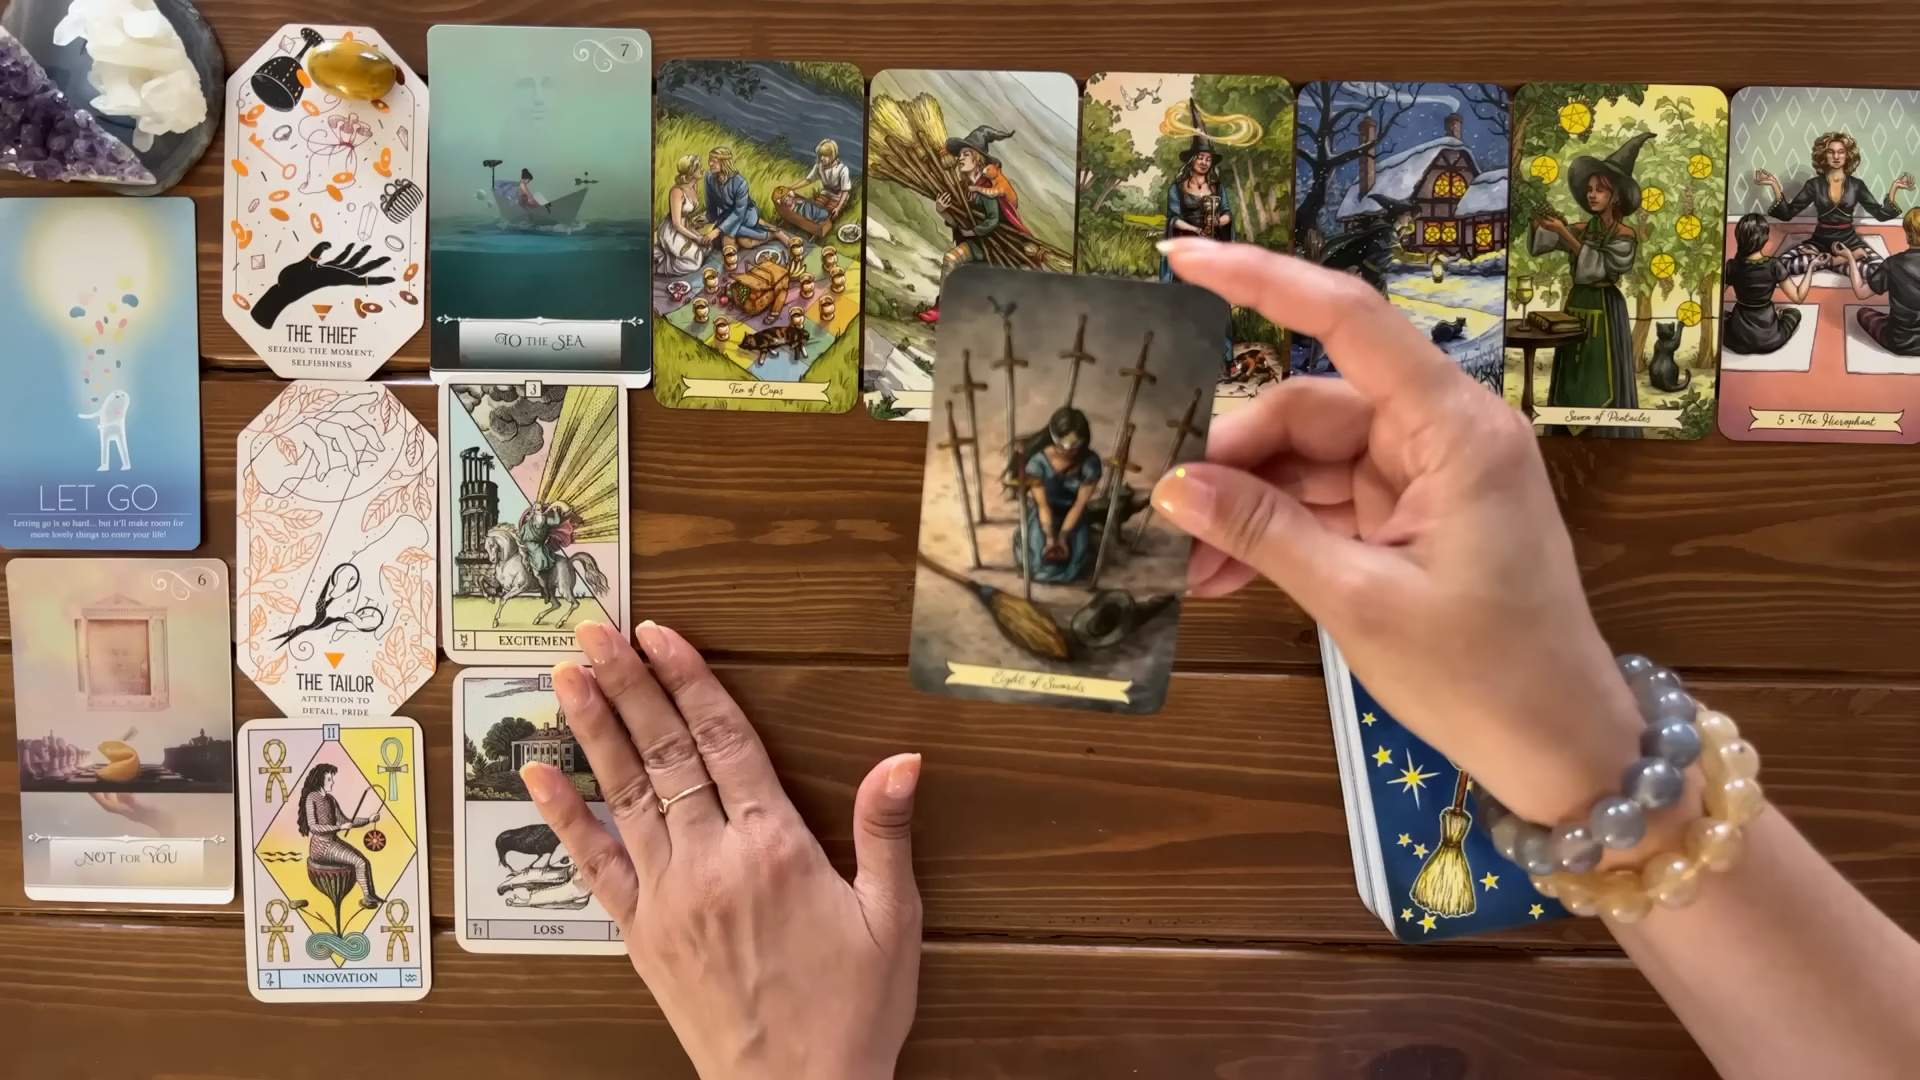 7
TO THE SEA
THE THIEF
SEIZING THE MOMENT,
SELFISHNESS
Ten of Cups
Seven of Pentacles
5 • The Hierophant
LET GO
Letting go is so hard... but it'll make room for
more lovely things to enter your life!
3
EXCITEMENT
Eight of Swords
6
NOT FOR YOU
THE TAILOR
ATTENTION TO
DETAIL, PRIDE
11
INNOVATION
12
LOSS